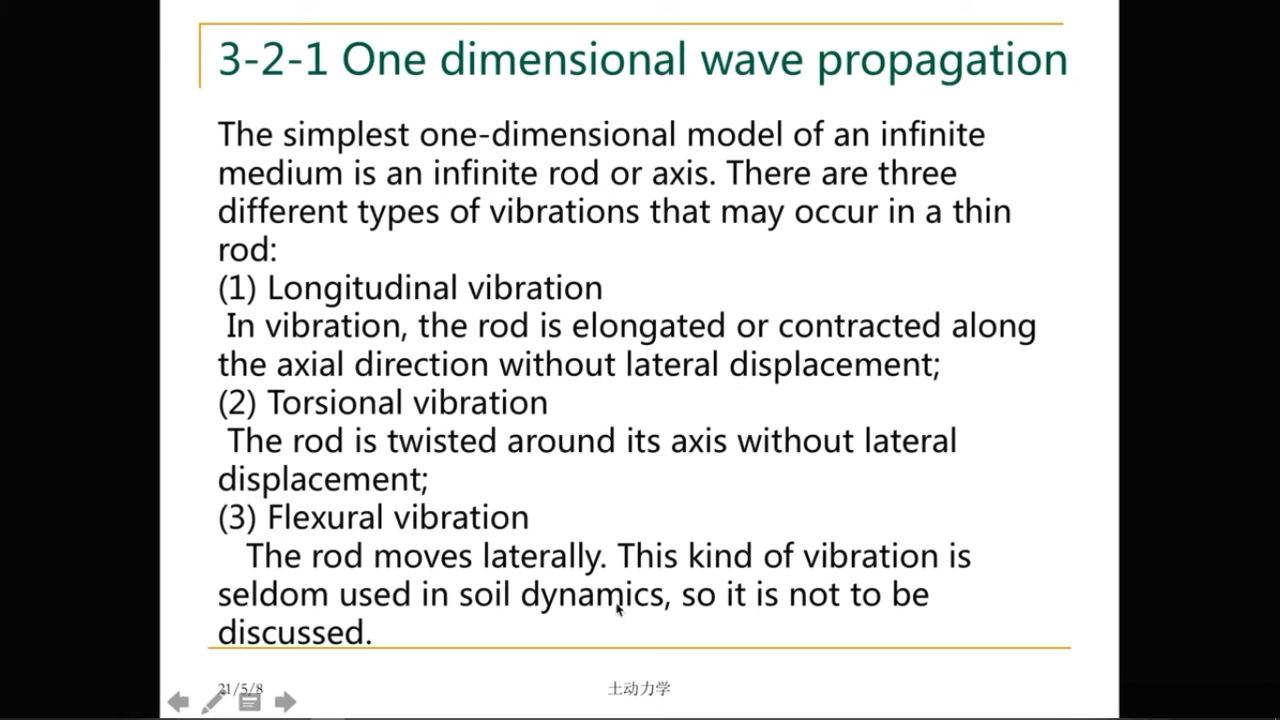 3-2-1 One dimensional wave propagation
The simplest one-dimensional model of an infinite
medium is an infinite rod or axis. There are three
different types of vibrations that may occur in a thin
rod:
(1) Longitudinal vibration
In vibration, the rod is elongated or contracted along
the axial direction without lateral displacement;
(2) Torsional vibration
The rod is twisted around its axis without lateral
displacement;
(3) Flexural vibration
The rod moves laterally. This kind of vibration is
seldom used in soil dynamics, so it is not to be
discussed.
21/5/8
土动力学